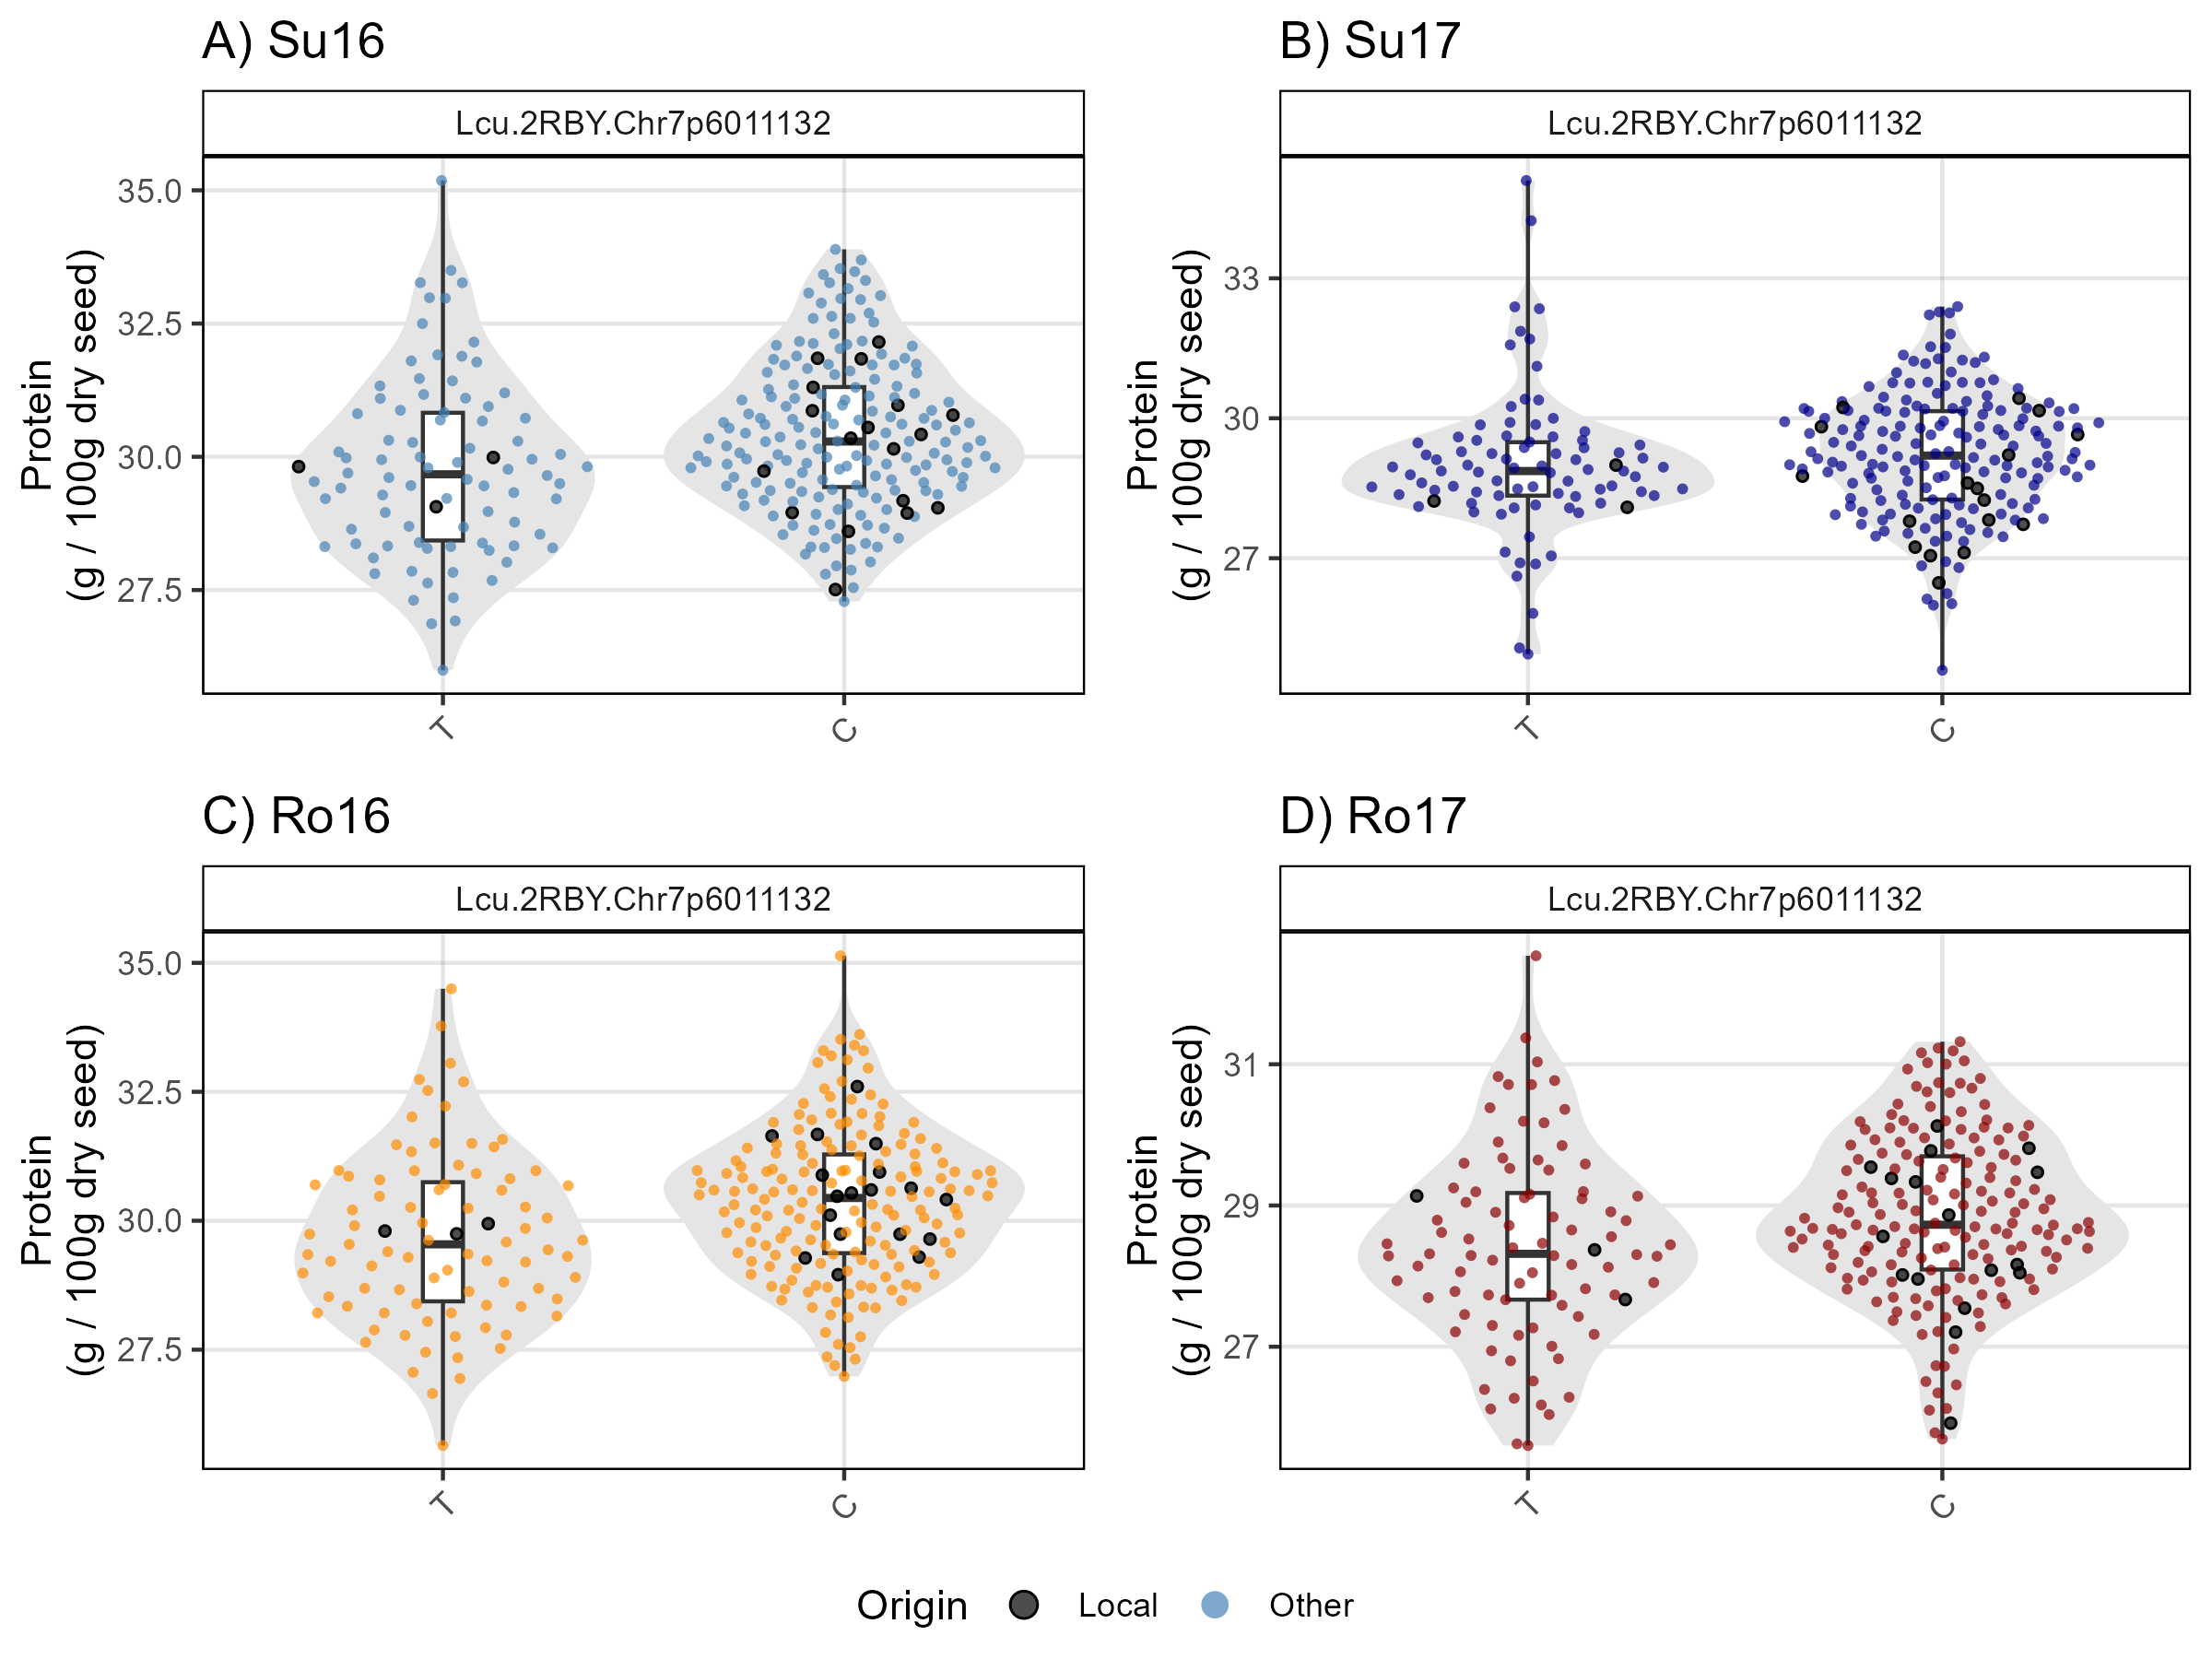 A) Su16
Lcu.2RBY.Chr7p6011132
Protein
(g / 100g dry seed)
35.0
32.5
30.0
27.5
T
C
B) Su17
Lcu.2RBY.Chr7p6011132
Protein
(g / 100g dry seed)
33
30
27
T
C
C) Ro16
Lcu.2RBY.Chr7p6011132
Protein
(g / 100g dry seed)
35.0
32.5
30.0
27.5
T
C
D) Ro17
Lcu.2RBY.Chr7p6011132
Protein
(g / 100g dry seed)
31
29
27
T
C
Origin Local Other